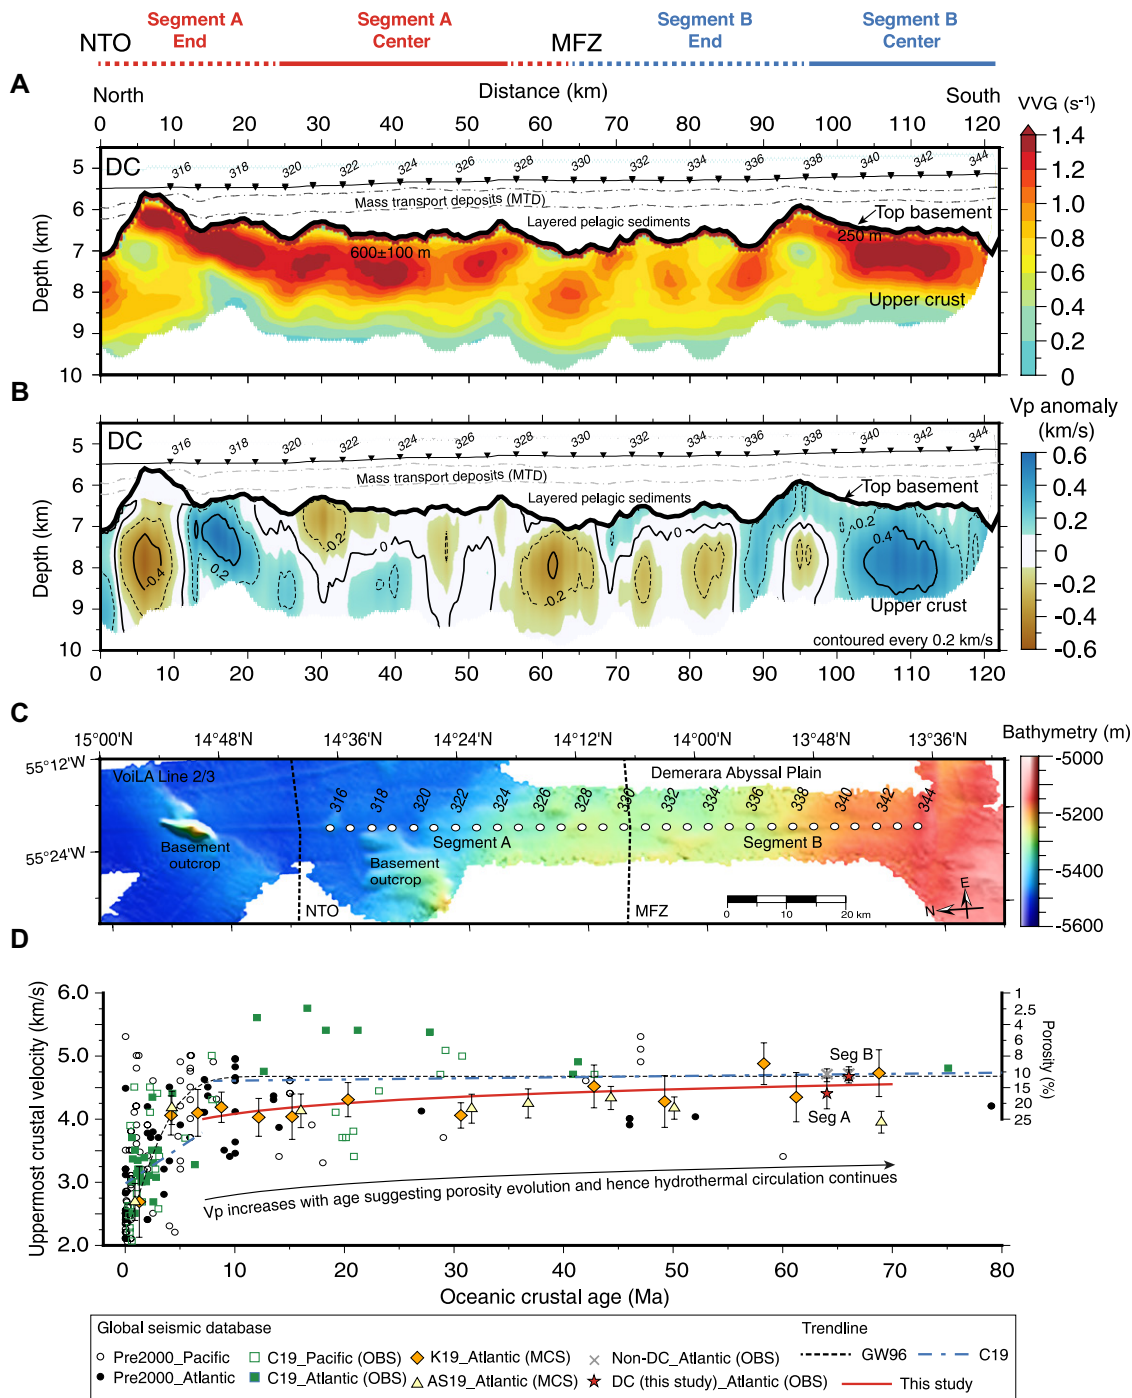 Segment A Segment A Segment B Segment B
NTO End Center MFZ End Center
A
North Distance (km) South VVG (s⁻¹)
0 10 20 30 40 50 60 70 80 90 100 110 120
DC 316 318 320 322 324 326 328 330 332 334 336 338 340 342 344
Mass transport deposits (MTD)
Layered pelagic sediments Top basement
600±100 m 250 m
Upper crust
Depth (km)
5 6 7 8 9 10
1.4 1.2 1.0 0.8 0.6 0.4 0.2 0
B
Vp anomaly
(km/s)
DC 316 318 320 322 324 326 328 330 332 334 336 338 340 342 344
Mass transport deposits (MTD)
Layered pelagic sediments Top basement
-0.4 0.2 -0.2 0 -0.2 0 0.2 0.4
Upper crust
contoured every 0.2 km/s
Depth (km)
5 6 7 8 9 10
0 10 20 30 40 50 60 70 80 90 100 110 120
0.6 0.4 0.2 0 -0.2 -0.4 -0.6
C
15°00'N 14°48'N 14°36'N 14°24'N 14°12'N 14°00'N 13°48'N 13°36'N Bathymetry (m)
55°12'W
55°24'W
VoiLA Line 2/3 Demerara Abyssal Plain
316 318 320 322 324 326 328 330 332 334 336 338 340 342 344
Basement
outcrop
Segment A Segment B
Basement
outcrop
NTO MFZ
0 10 20 km
N E
-5000 -5200 -5400 -5600
D
Uppermost crustal velocity (km/s)
6.0 5.0 4.0 3.0 2.0
1 2.5 4 6 8 10 15 20 25
Porosity (%)
Seg B
Seg A
Vp increases with age suggesting porosity evolution and hence hydrothermal circulation continues
0 10 20 30 40 50 60 70 80
Oceanic crustal age (Ma)
Global seismic database Trendline
Pre2000_Pacific C19_Pacific (OBS) K19_Atlantic (MCS) Non-DC_Atlantic (OBS) GW96 C19
Pre2000_Atlantic C19_Atlantic (OBS) AS19_Atlantic (MCS) DC (this study)_Atlantic (OBS) This study